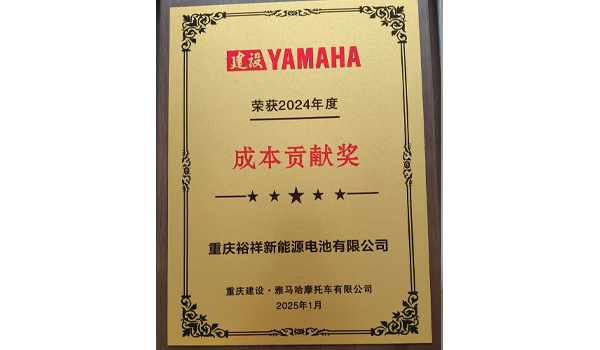 建设 YAMAHA
荣获2024年度
成本贡献奖
重庆裕祥新能源电池有限公司
重庆建设·雅马哈摩托车有限公司
2025年1月